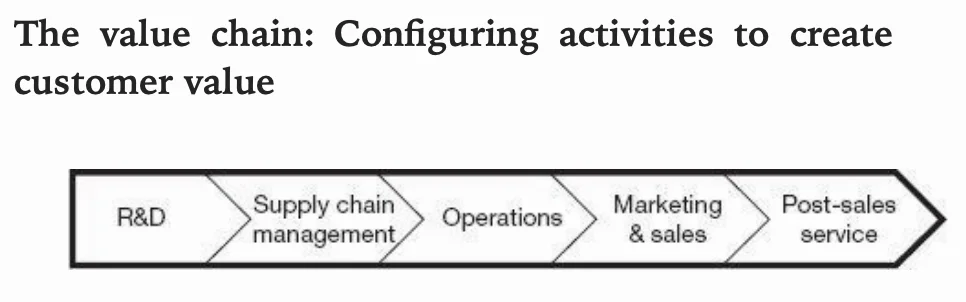 The value chain: Configuring activities to create
customer value
R&D
Supply chain
management
Operations
Marketing
& sales
Post-sales
service